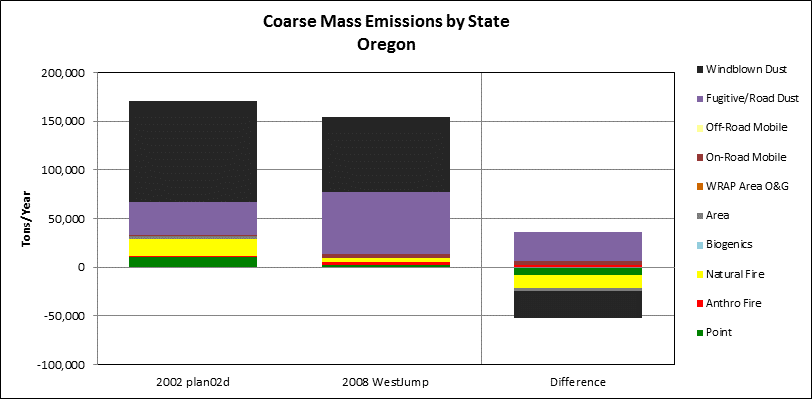 Coarse Mass Emissions by State
Oregon
Tons/Year
200,000
150,000
100,000
50,000
0
-50,000
-100,000
2002 plan02d
2008 WestJump
Difference
Windblown Dust
Fugitive/Road Dust
Off-Road Mobile
On-Road Mobile
WRAP Area O&G
Area
Biogenics
Natural Fire
Anthro Fire
Point